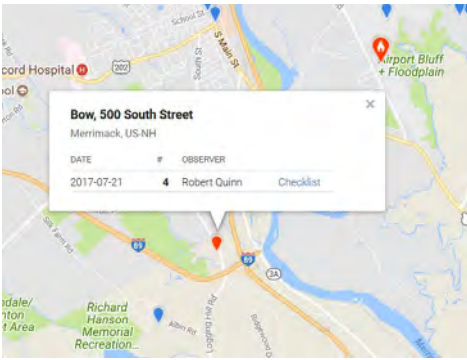 School St
S Main St
South St
cord Hospital H
202
Airport Bluff
+ Floodplain
Bow, 500 South Street
Merrimack, US-NH
DATE # OBSERVER
2017-07-21 4 Robert Quinn Checklist
Silk Farm Rd
89
89
3A
Logging Hill Rd
Albin Rd
Richard
Hanson
Memorial
Recreation...
ndale/
nton
t Area